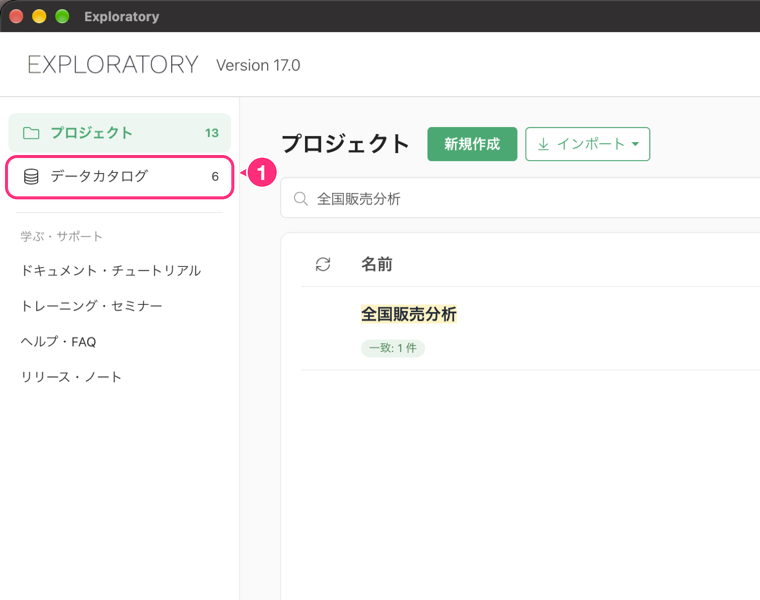 Exploratory
EXPLORATORY Version 17.0
プロジェクト 13
データカタログ 6
1
学ぶ・サポート
ドキュメント・チュートリアル
トレーニング・セミナー
ヘルプ・FAQ
リリース・ノート
プロジェクト 新規作成 インポート
全国販売分析
名前
全国販売分析
一致: 1 件